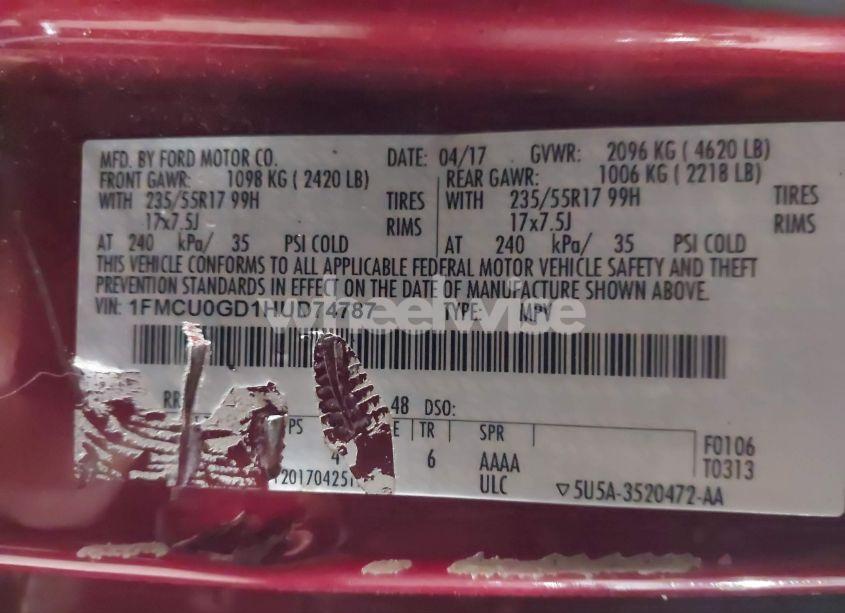 MFD. BY FORD MOTOR CO. DATE: 04/17 GVWR: 2096 KG ( 4620 LB)
FRONT GAWR: 1098 KG ( 2420 LB) REAR GAWR: 1006 KG ( 2218 LB)
WITH 235/55R17 99H TIRES WITH 235/55R17 99H TIRES
17x7.5J RIMS 17x7.5J RIMS
AT 240 kPa/ 35 PSI COLD AT 240 kPa/ 35 PSI COLD
THIS VEHICLE CONFORMS TO ALL APPLICABLE FEDERAL MOTOR VEHICLE SAFETY AND THEFT
PREVENTION STANDARDS IN EFFECT ON THE DATE OF MANUFACTURE SHOWN ABOVE.
VIN: 1FMCU0GD1HUD74787 TYPE: MPV
wheelwise
48 DSO:
TR SPR
4 6 AAAA F0106
ULC T0313
20170425 ▽5U5A-3520472-AA